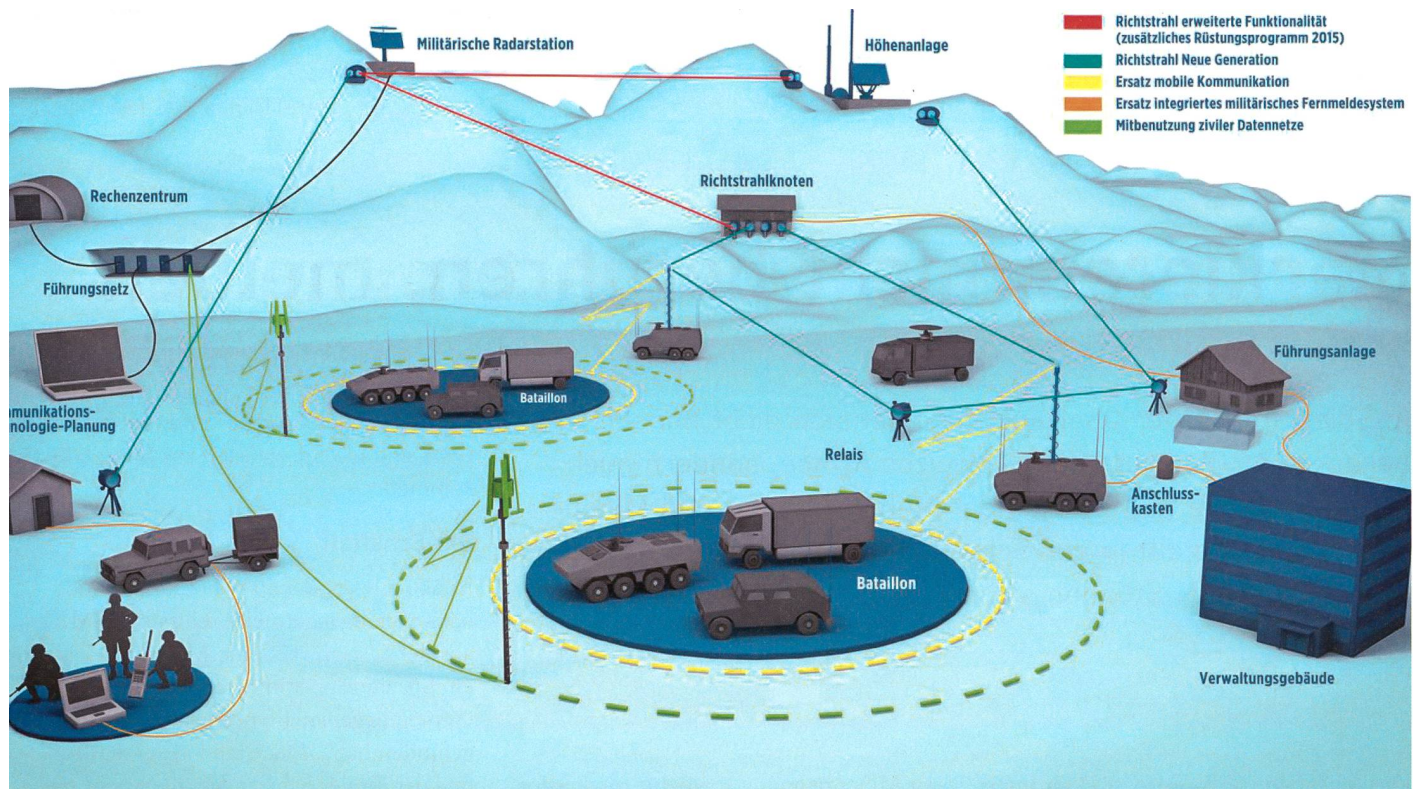 Militärische Radarstation
Höhenanlage
Richtstrahl erweiterte Funktionalität
(zusätzliches Rüstungsprogramm 2015)
Richtstrahl Neue Generation
Ersatz mobile Kommunikation
Ersatz integriertes militärisches Fernmeldesystem
Mitbenutzung ziviler Datennetze
Rechenzentrum
Richtstrahlknoten
Führungsnetz
Führungsanlage
Bataillon
mmunikations-
nologie-Planung
Relais
Anschluss-
kasten
Bataillon
Verwaltungsgebäude